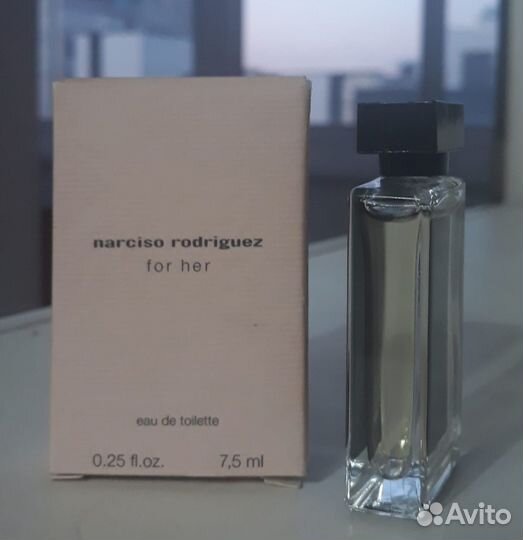 narciso rodriguez
for her
eau de toilette
0.25 fl.oz. 7,5 ml
Avito